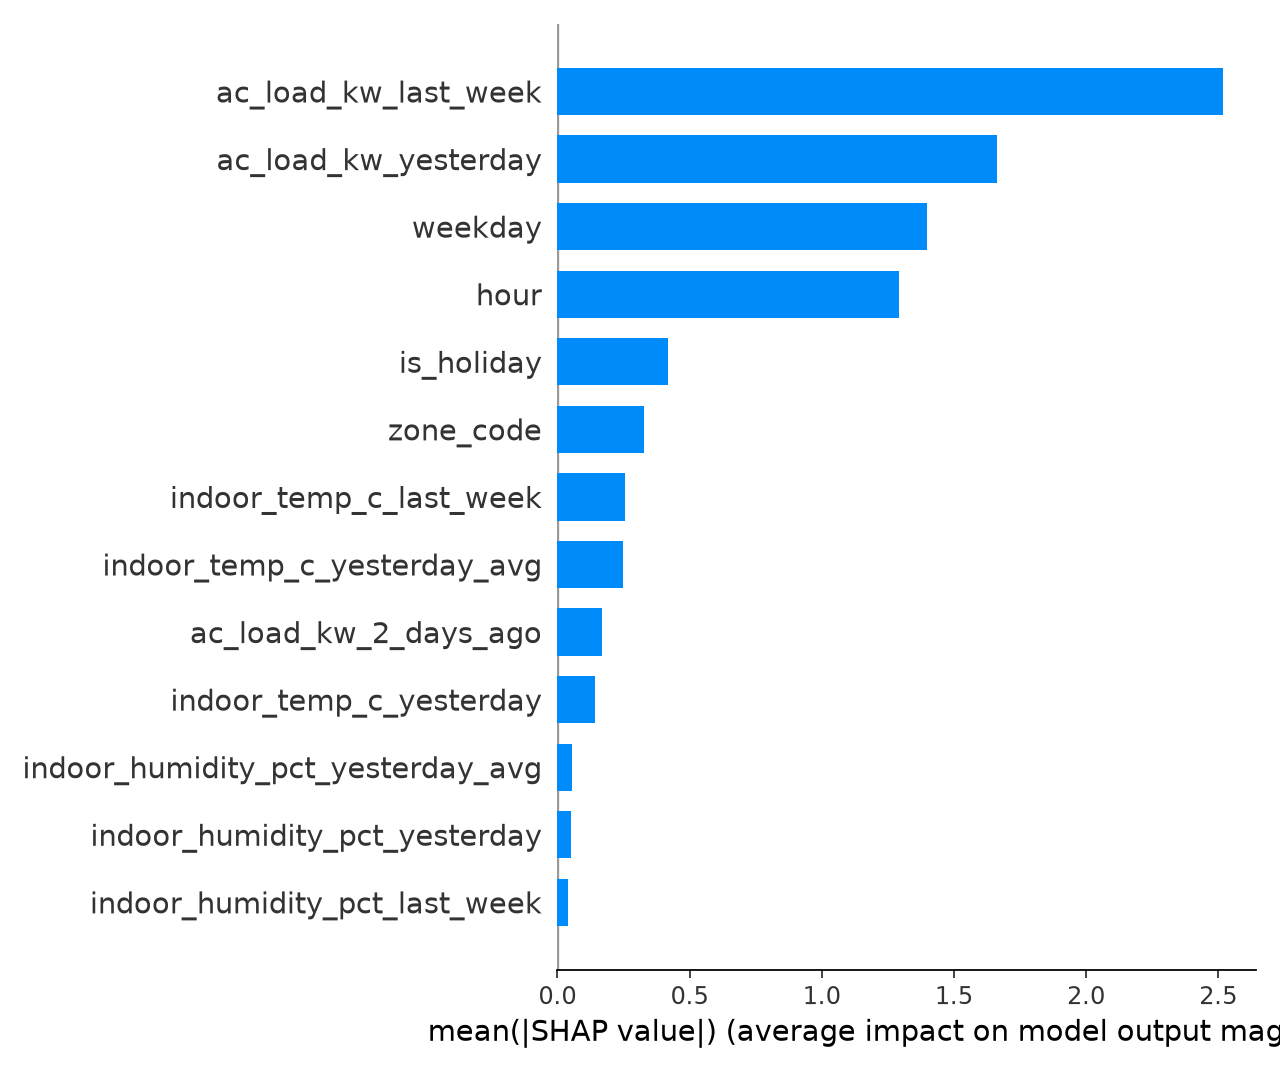 ac_load_kw_last_week
ac_load_kw_yesterday
weekday
hour
is_holiday
zone_code
indoor_temp_c_last_week
indoor_temp_c_yesterday_avg
ac_load_kw_2_days_ago
indoor_temp_c_yesterday
indoor_humidity_pct_yesterday_avg
indoor_humidity_pct_yesterday
indoor_humidity_pct_last_week
0.0 0.5 1.0 1.5 2.0 2.5
mean(|SHAP value|) (average impact on model output mag